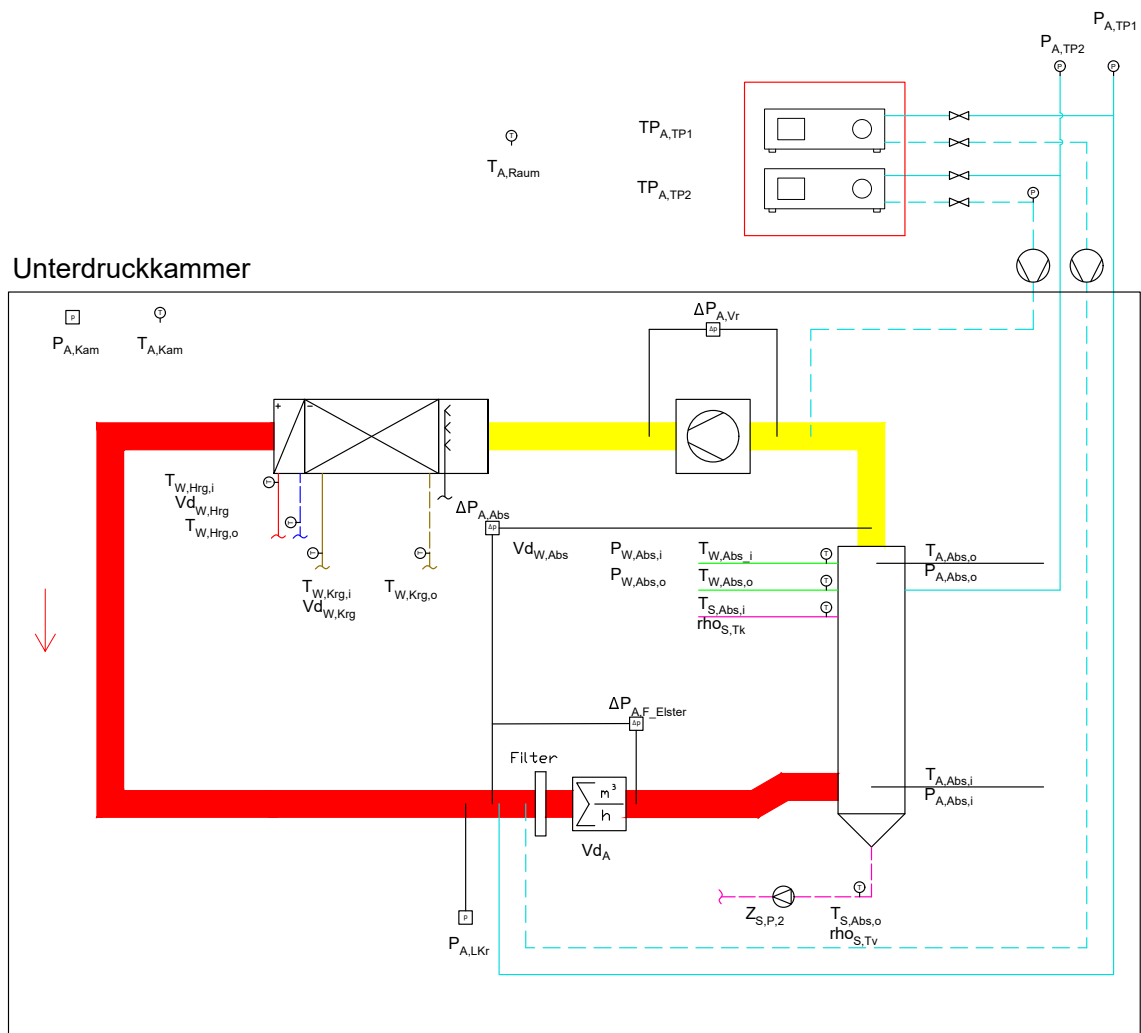 P_A,TP1
P_A,TP2
P
P
TP_A,TP1
T
T_A,Raum
TP_A,TP2
P
Unterdruckkammer
ΔP_A,Vr
p
T
Δp
P_A,Kam
T_A,Kam
+
−
T_W,Hrg,i
Vd_W,Hrg
T_W,Hrg,o
T
T
T
T
ΔP_A,Abs
Δp
Vd_W,Abs
P_W,Abs,i
P_W,Abs,o
T_W,Abs_i
T
T_W,Abs,o
T
T_S,Abs,i
T
rho_S,Tk
T_A,Abs,o
P_A,Abs,o
T_W,Krg,i
Vd_W,Krg
T_W,Krg,o
ΔP_A,F_Elster
Δp
Filter
m³
h
Vd_A
T_A,Abs,i
P_A,Abs,i
T
Z_S,P,2
T_S,Abs,o
rho_S,Tv
p
P_A,LKr